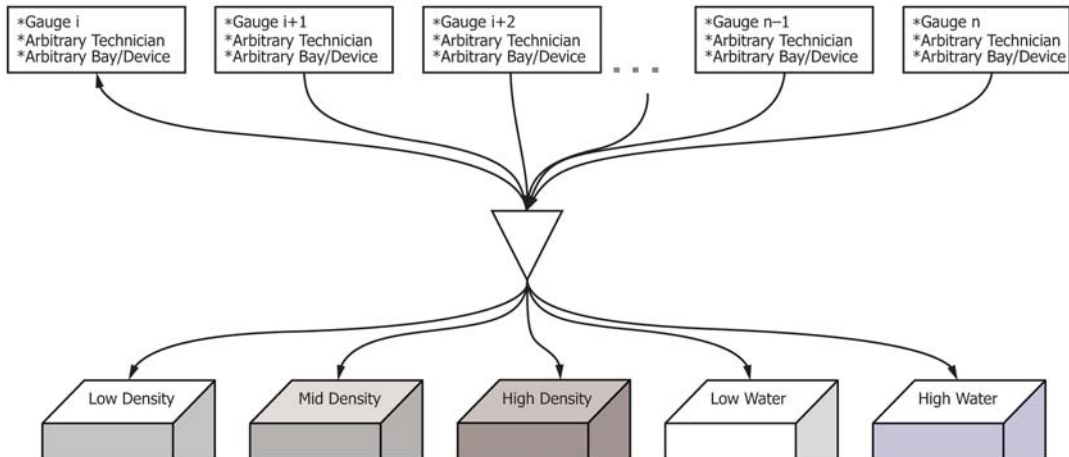 *Gauge i
*Arbitrary Technician
*Arbitrary Bay/Device
*Gauge i+1
*Arbitrary Technician
*Arbitrary Bay/Device
*Gauge i+2
*Arbitrary Technician
*Arbitrary Bay/Device
*Gauge n–1
*Arbitrary Technician
*Arbitrary Bay/Device
*Gauge n
*Arbitrary Technician
*Arbitrary Bay/Device
Low Density
Mid Density
High Density
Low Water
High Water